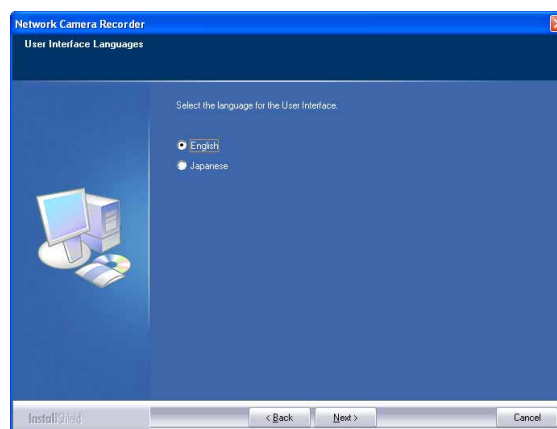 Network Camera Recorder
User Interface Languages
Select the language for the User Interface.
English
Japanese
InstallShield
< Back
Next >
Cancel